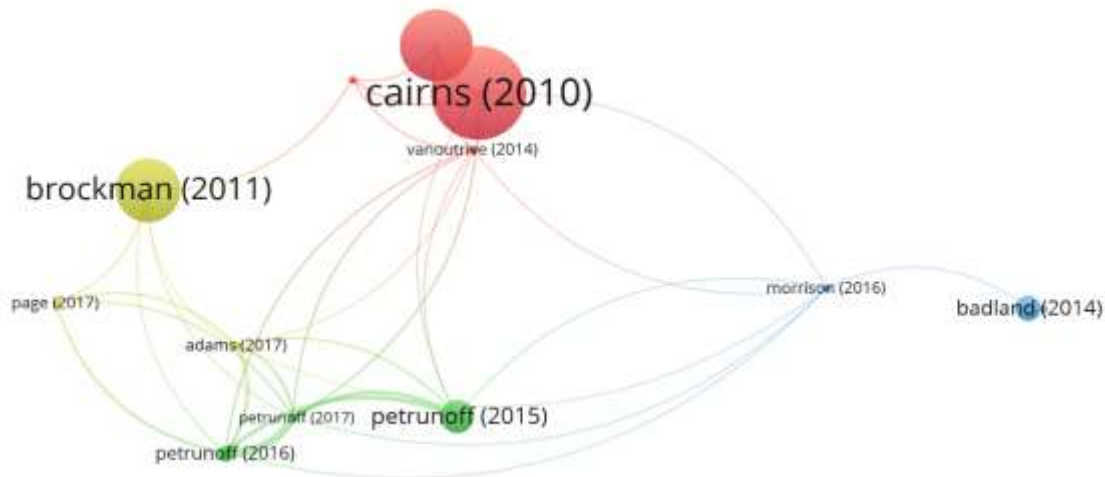 cairns (2010)
vanoutrive (2014)
brockman (2011)
morrison (2016)
page (2017)
badland (2014)
adams (2017)
petrunoff (2017)
petrunoff (2015)
petrunoff (2016)